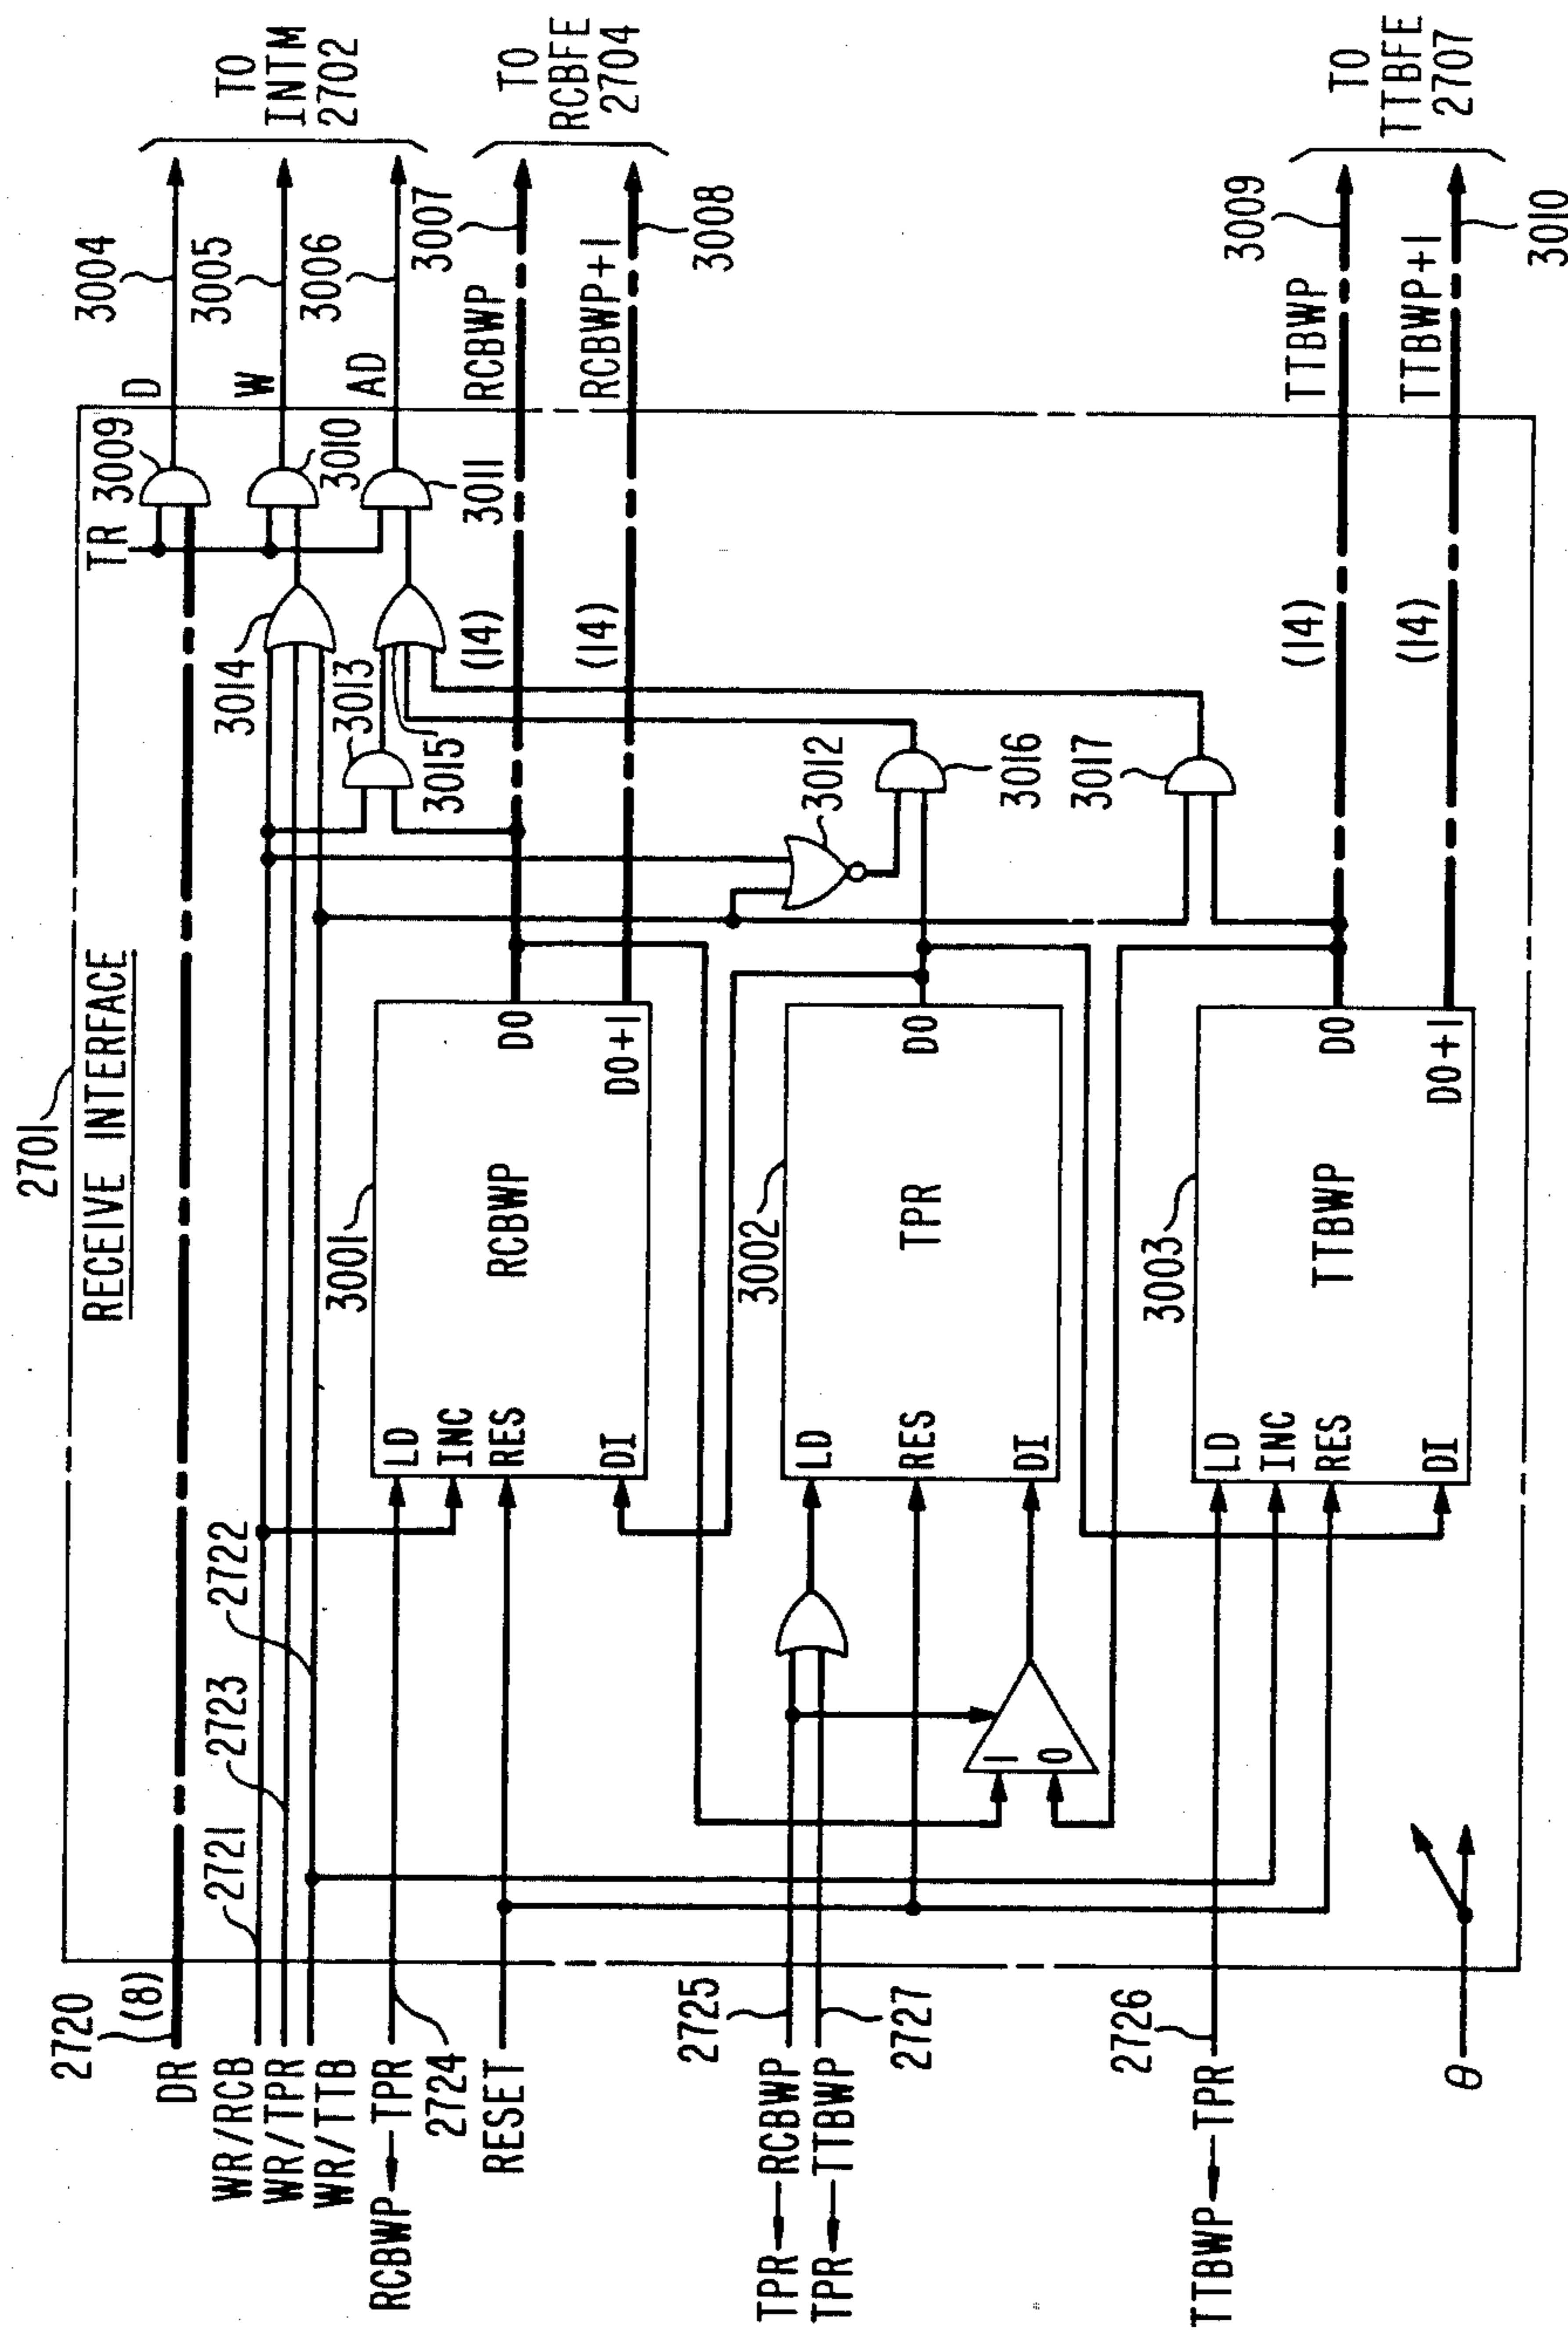 2701
RECEIVE INTERFACE
2720
(8)
DR
WR/RCB
WR/TPR
WR/TTB
2721
2723
2722
RCBWP←TPR
2724
RESET
2725
TPR←RCBWP
TPR←TTBWP
2727
2726
TTBWP←TPR
θ
3001
LD
INC
RES
DI
RCBWP
DO
DO+1
3002
LD
RES
DI
TPR
DO
1
0
3003
LD
INC
RES
DI
TTBWP
DO
DO+1
3014
3013
3015
3012
3016
3017
TR
3009
3010
3011
(14)
(14)
(14)
(14)
D
W
AD
RCBWP
RCBWP+1
TTBWP
TTBWP+1
3004
3005
3006
3007
3008
3009
3010
TO
INTM
2702
TO
RCBFE
2704
TO
TTBFE
2707